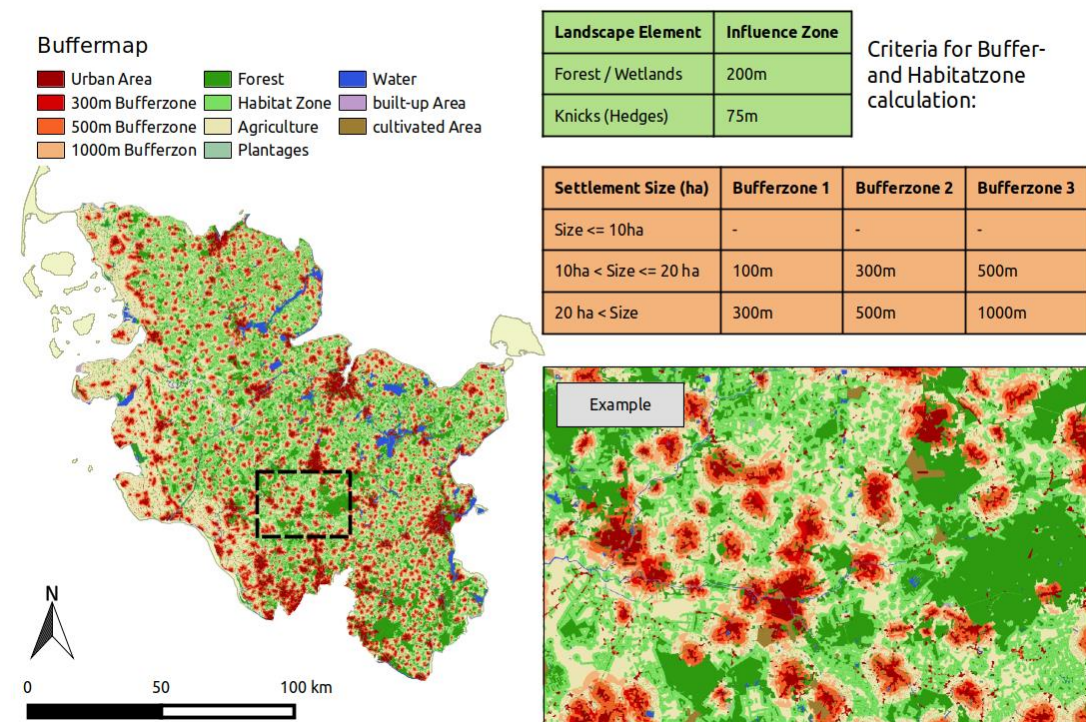 Buffermap
Urban Area
300m Bufferzone
500m Bufferzone
1000m Bufferzon
Forest
Habitat Zone
Agriculture
Plantages
Water
built-up Area
cultivated Area
Landscape Element Influence Zone
Forest / Wetlands 200m
Knicks (Hedges) 75m
Criteria for Buffer-
and Habitatzone
calculation:
Settlement Size (ha) Bufferzone 1 Bufferzone 2 Bufferzone 3
Size <= 10ha - - -
10ha < Size <= 20 ha 100m 300m 500m
20 ha < Size 300m 500m 1000m
Example
N
0 50 100 km